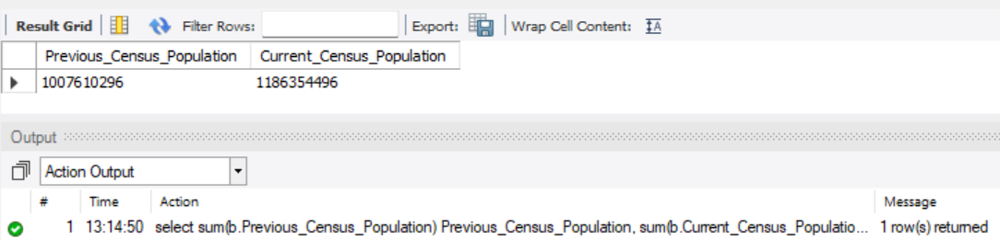 Result Grid Filter Rows: Export: Wrap Cell Content:
Previous_Census_Population Current_Census_Population
1007610296 1186354496
Output
Action Output
# Time Action Message
1 13:14:50 select sum(b.Previous_Census_Population) Previous_Census_Population, sum(b.Current_Census_Populatio... 1 row(s) returned